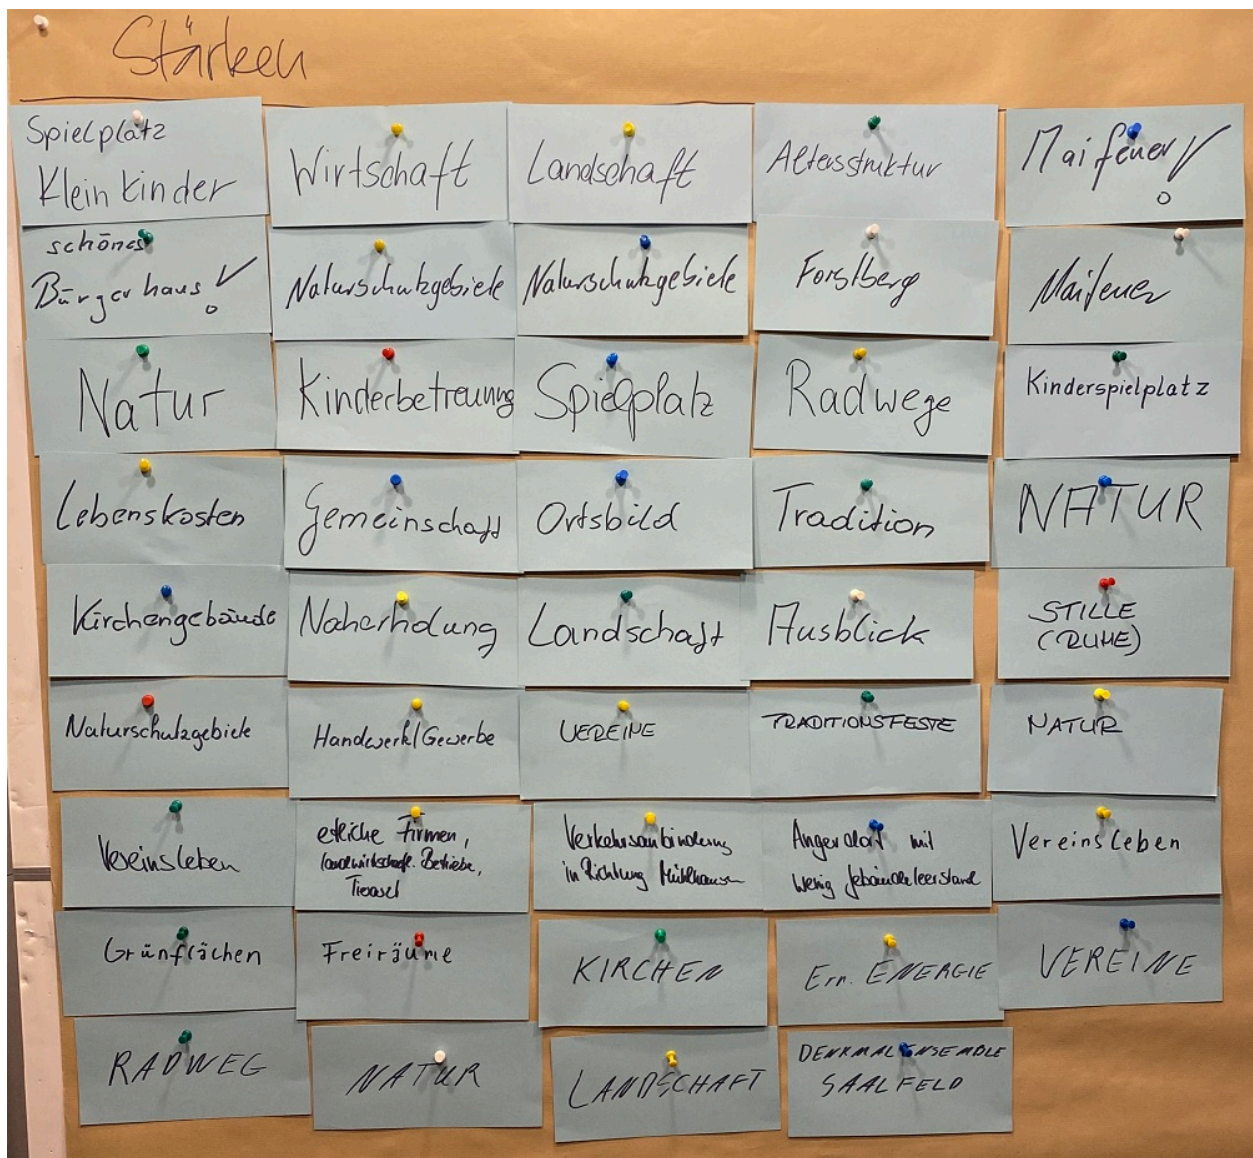 Stärken
Spielplatz
Kleinkinder
Wirtschaft
Landschaft
Altersstruktur
Maifeuer!
schönes
Bürgerhaus!
Naturschutzgebiete
Naturschutzgebiete
Forstberg
Maifeuer
Natur
Kinderbetreuung
Spielplatz
Radwege
Kinderspielplatz
Lebenskosten
Gemeinschaft
Ortsbild
Tradition
NATUR
Kirchengebäude
Naherholung
Landschaft
Ausblick
STILLE
(RUHE)
Naturschutzgebiete
Handwerk/Gewerbe
VEREINE
TRADITIONSFESTE
NATUR
Vereinsleben
etliche Firmen,
landwirtschaftl. Betriebe,
Verkehrsanbindung
in Richtung Mühlhausen
Angerdorf mit
wenig Gebäudeleerstand
Vereinsleben
Grünflächen
Freiräume
KIRCHEN
Ern. ENERGIE
VEREINE
RADWEG
NATUR
LANDSCHAFT
DENKMALENSEMBLE
SAALFELD